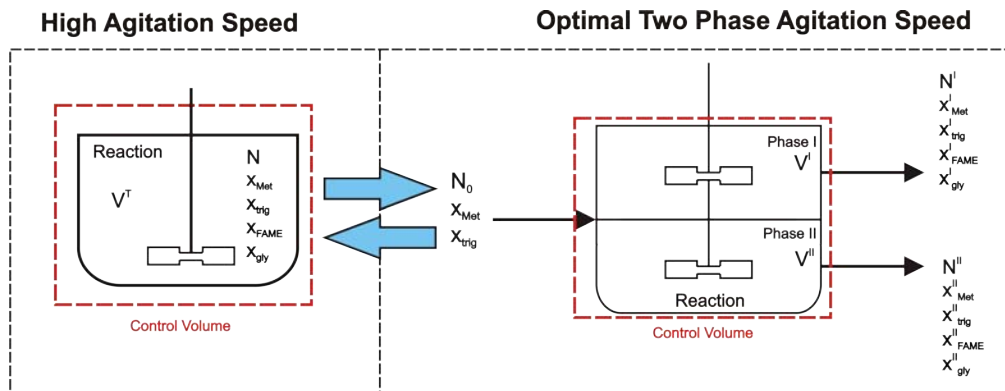 High Agitation Speed
Optimal Two Phase Agitation Speed
Reaction
V^T
N
x_Met
x_trig
x_FAME
x_gly
Control Volume
N_0
x_Met
x_trig
Phase I
V^I
Phase II
V^II
Reaction
Control Volume
N^I
x^I_Met
x^I_trig
x^I_FAME
x^I_gly
N^II
x^II_Met
x^II_trig
x^II_FAME
x^II_gly